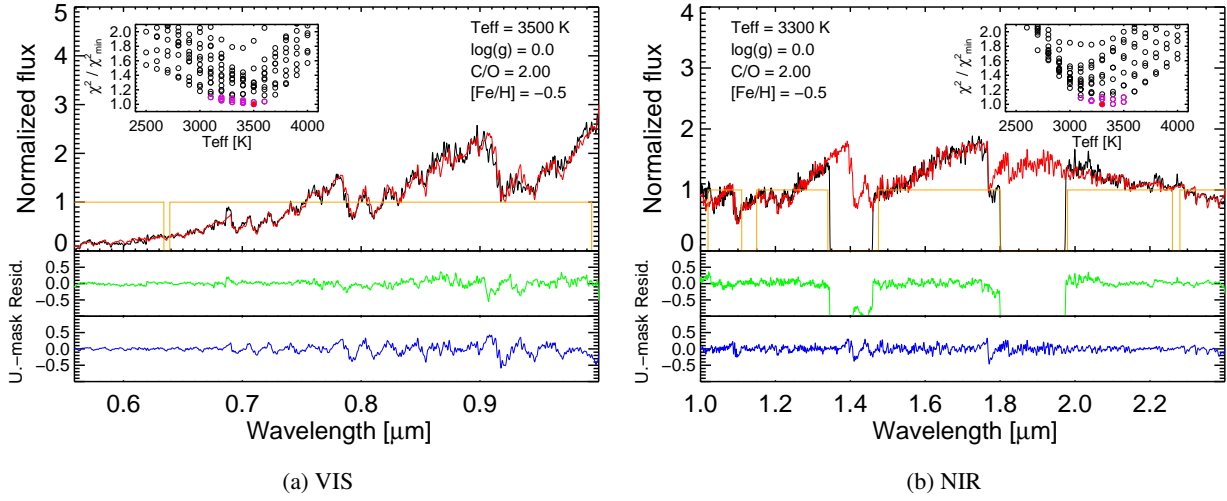 Teff = 3500 K
log(g) = 0.0
C/O = 2.00
[Fe/H] = −0.5
χ² / χ²min
2.0
1.8
1.6
1.4
1.2
1.0
2500 3000 3500 4000
Teff [K]
Normalized flux
5
4
3
2
1
0
Resid.
0.5
0.0
−0.5
U.−mask
0.5
0.0
−0.5
0.6 0.7 0.8 0.9
Wavelength [μm]
(a) VIS
Teff = 3300 K
log(g) = 0.0
C/O = 2.00
[Fe/H] = −0.5
χ² / χ²min
2.0
1.8
1.6
1.4
1.2
1.0
2500 3000 3500 4000
Teff [K]
Normalized flux
4
3
2
1
0
Resid.
0.5
0.0
−0.5
U.−mask
0.5
0.0
−0.5
1.0 1.2 1.4 1.6 1.8 2.0 2.2
Wavelength [μm]
(b) NIR